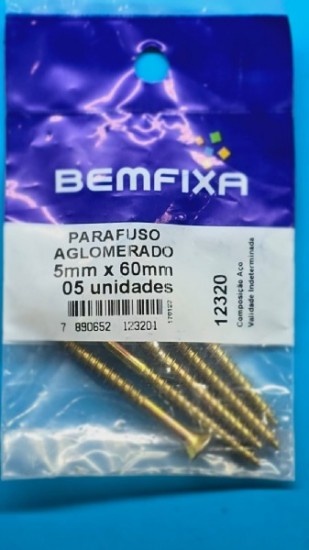 BEMFIXA
PARAFUSO
AGLOMERADO
5mm x 60mm
05 unidades
7 890652 123201
12320
Composição Aço
Validade Indeterminada